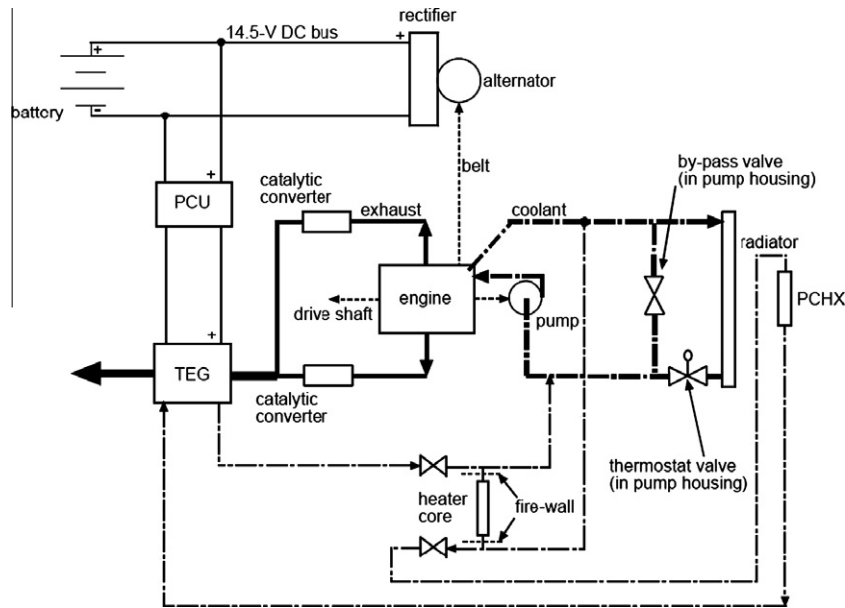 rectifier
14.5-V DC bus
+
+
alternator
battery
-
belt
by-pass valve
(in pump housing)
catalytic
converter
+
PCU
exhaust
coolant
radiator
engine
PCHX
drive shaft
pump
+
TEG
catalytic
converter
thermostat valve
(in pump housing)
heater
core
fire-wall